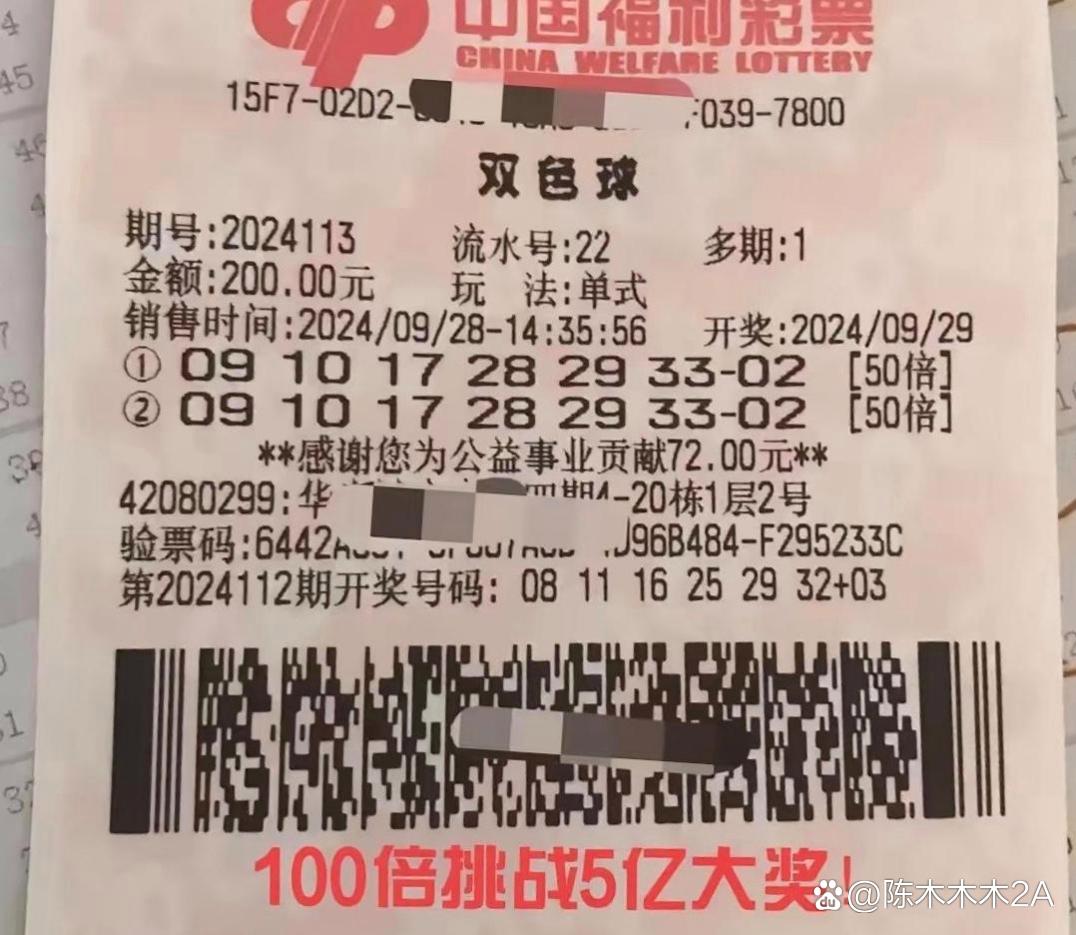 中国福利彩票
CHINA WELFARE LOTTERY
15F7-02D2- F039-7800
双色球
期号:2024113 流水号:22 多期:1
金额:200.00元 玩 法:单式
销售时间:2024/09/28-14:35:56 开奖:2024/09/29
① 09 10 17 28 29 33-02 [50倍]
② 09 10 17 28 29 33-02 [50倍]
**感谢您为公益事业贡献72.00元**
42080299:华 四期4-20栋1层2号
验票码:6442A 96B484-F295233C
第2024112期开奖号码: 08 11 16 25 29 32+03
100倍挑战5亿大奖!
@陈木木木2A